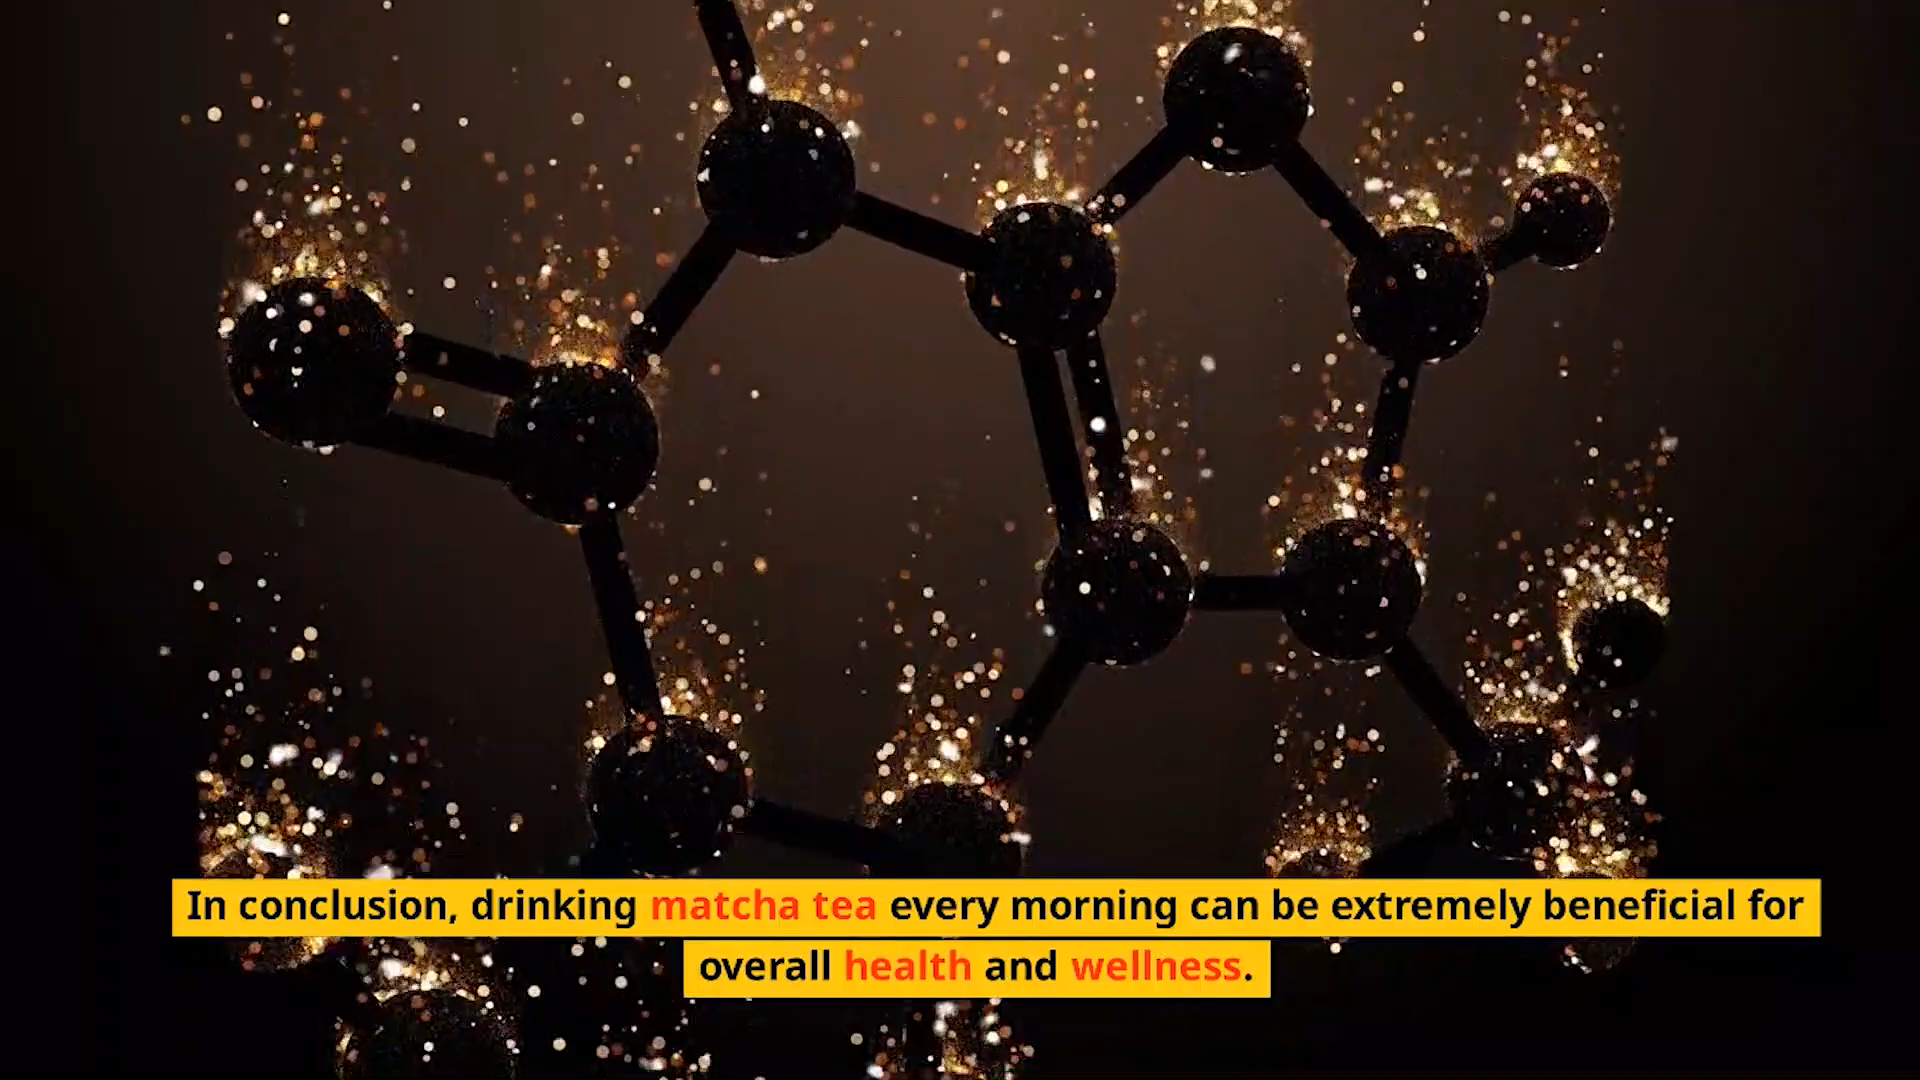 In conclusion, drinking matcha tea every morning can be extremely beneficial for
overall health and wellness.